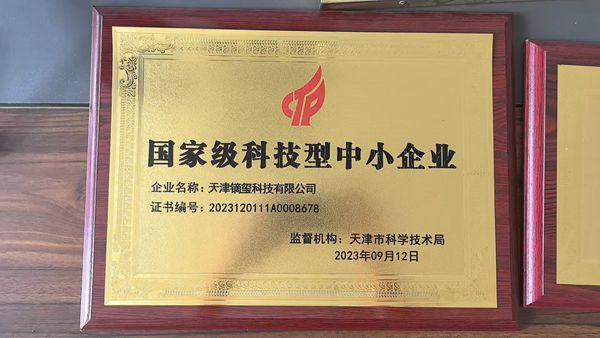 CTP
国家级科技型中小企业
企业名称：天津镝玺科技有限公司
证书编号：2023120111A0008678
监督机构：天津市科学技术局
2023年09月12日